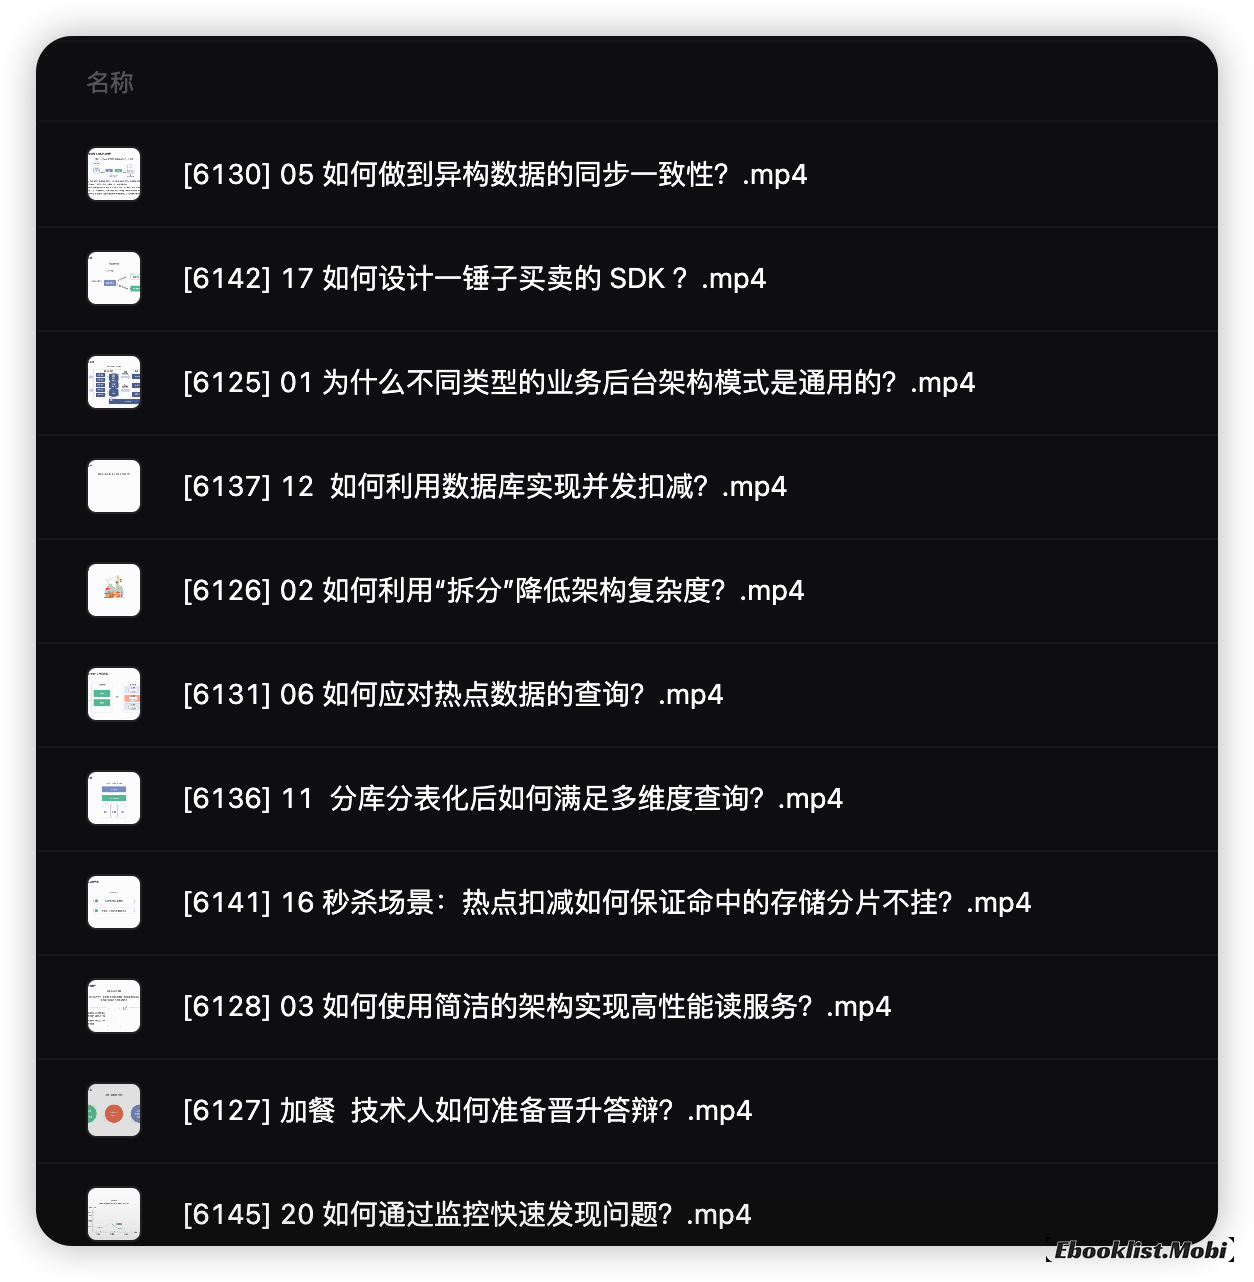 名称
[6130] 05 如何做到异构数据的同步一致性？.mp4
[6142] 17 如何设计一锤子买卖的 SDK ？.mp4
[6125] 01 为什么不同类型的业务后台架构模式是通用的？.mp4
[6137] 12  如何利用数据库实现并发扣减？.mp4
[6126] 02 如何利用“拆分”降低架构复杂度？.mp4
[6131] 06 如何应对热点数据的查询？.mp4
[6136] 11  分库分表化后如何满足多维度查询？.mp4
[6141] 16 秒杀场景：热点扣减如何保证命中的存储分片不挂？.mp4
[6128] 03 如何使用简洁的架构实现高性能读服务？.mp4
[6127] 加餐  技术人如何准备晋升答辩？.mp4
[6145] 20 如何通过监控快速发现问题？.mp4
【Ebooklist.Mobi】